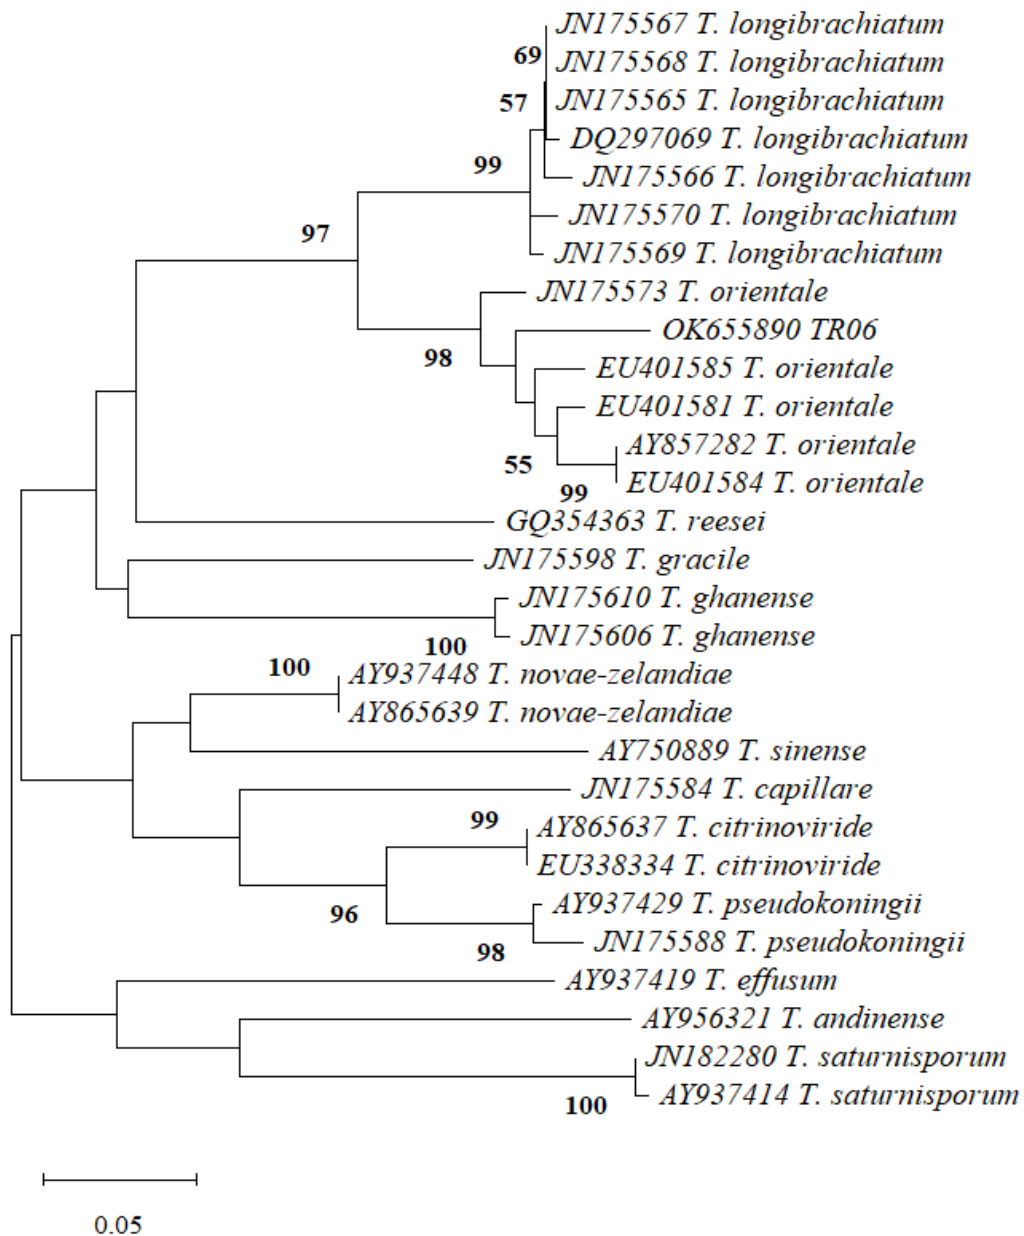 JN175567 T. longibrachiatum
69
JN175568 T. longibrachiatum
57
JN175565 T. longibrachiatum
DQ297069 T. longibrachiatum
99
JN175566 T. longibrachiatum
JN175570 T. longibrachiatum
97
JN175569 T. longibrachiatum
JN175573 T. orientale
OK655890 TR06
98
EU401585 T. orientale
EU401581 T. orientale
AY857282 T. orientale
55
EU401584 T. orientale
99
GQ354363 T. reesei
JN175598 T. gracile
JN175610 T. ghanense
JN175606 T. ghanense
100
100
AY937448 T. novae-zelandiae
AY865639 T. novae-zelandiae
AY750889 T. sinense
JN175584 T. capillare
99
AY865637 T. citrinoviride
EU338334 T. citrinoviride
AY937429 T. pseudokoningii
96
JN175588 T. pseudokoningii
98
AY937419 T. effusum
AY956321 T. andinense
JN182280 T. saturnisporum
AY937414 T. saturnisporum
100
0.05